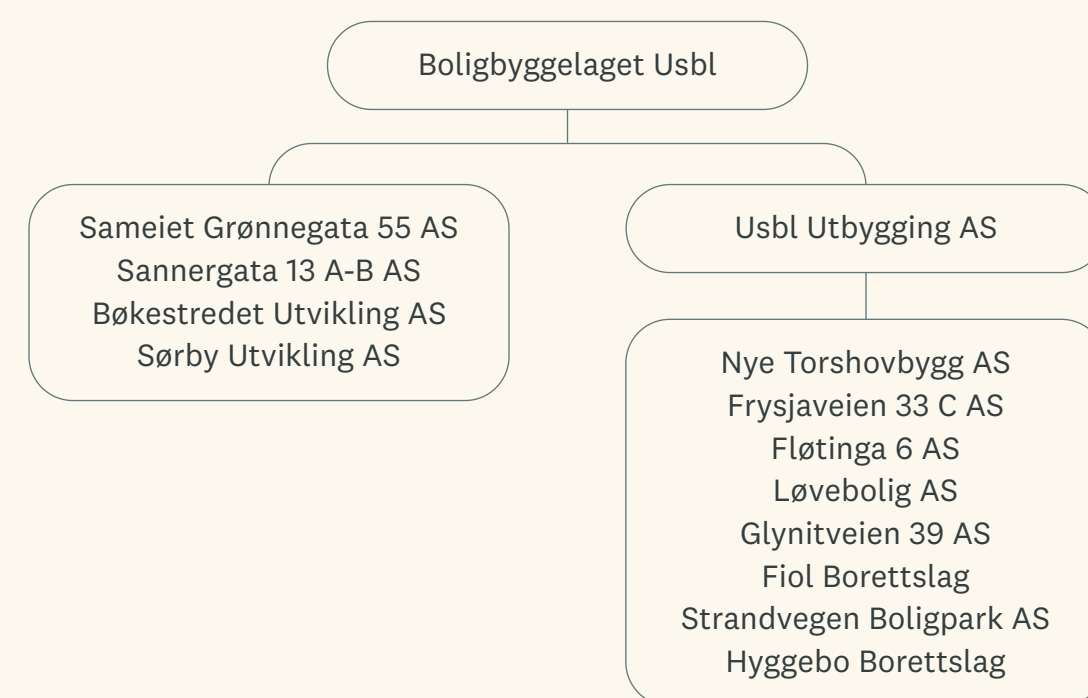 Boligbyggelaget Usbl
Sameiet Grønnegata 55 AS
Sannergata 13 A-B AS
Bøkestredet Utvikling AS
Sørby Utvikling AS
Usbl Utbygging AS
Nye Torshovbygg AS
Frysjaveien 33 C AS
Fløtinga 6 AS
Løvebolig AS
Glynitveien 39 AS
Fiol Borettslag
Strandvegen Boligpark AS
Hyggebo Borettslag